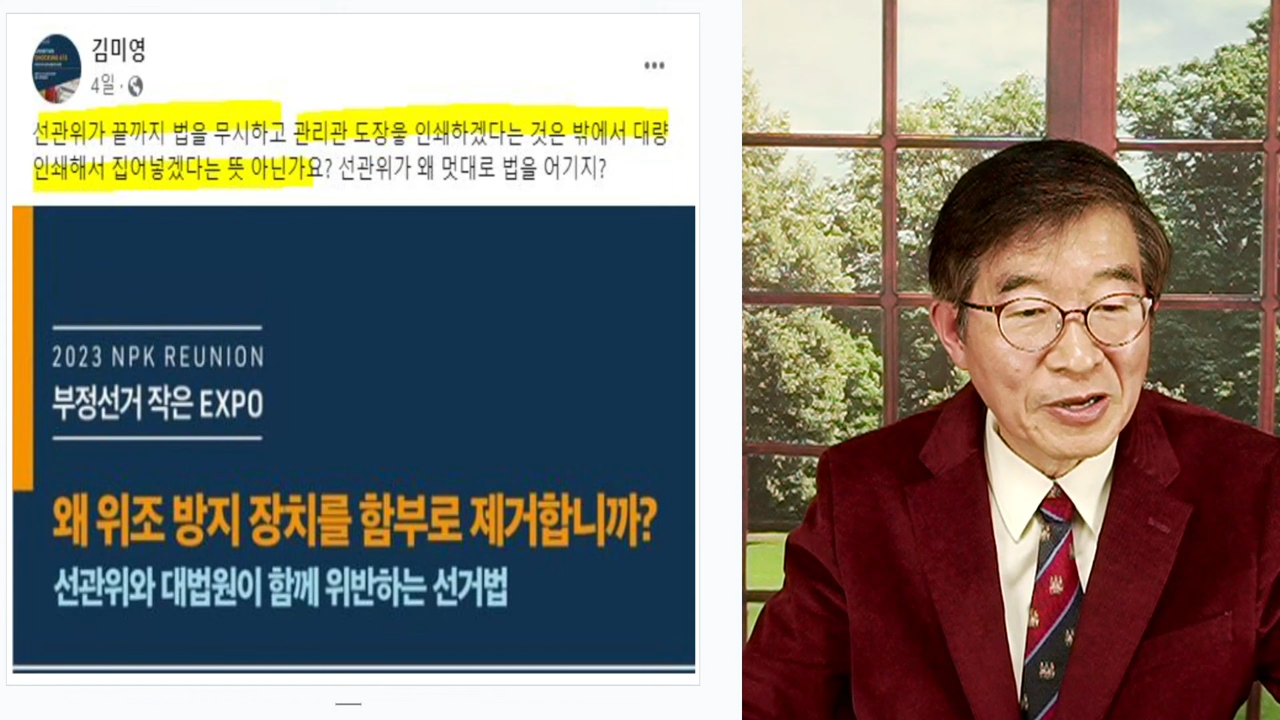 김미영
4일 ·
선관위가 끝까지 법을 무시하고 관리관 도장을 인쇄하겠다는 것은 밖에서 대량
인쇄해서 집어넣겠다는 뜻 아닌가요? 선관위가 왜 멋대로 법을 어기지?
2023 NPK REUNION
부정선거 작은 EXPO
왜 위조 방지 장치를 함부로 제거합니까?
선관위와 대법원이 함께 위반하는 선거법